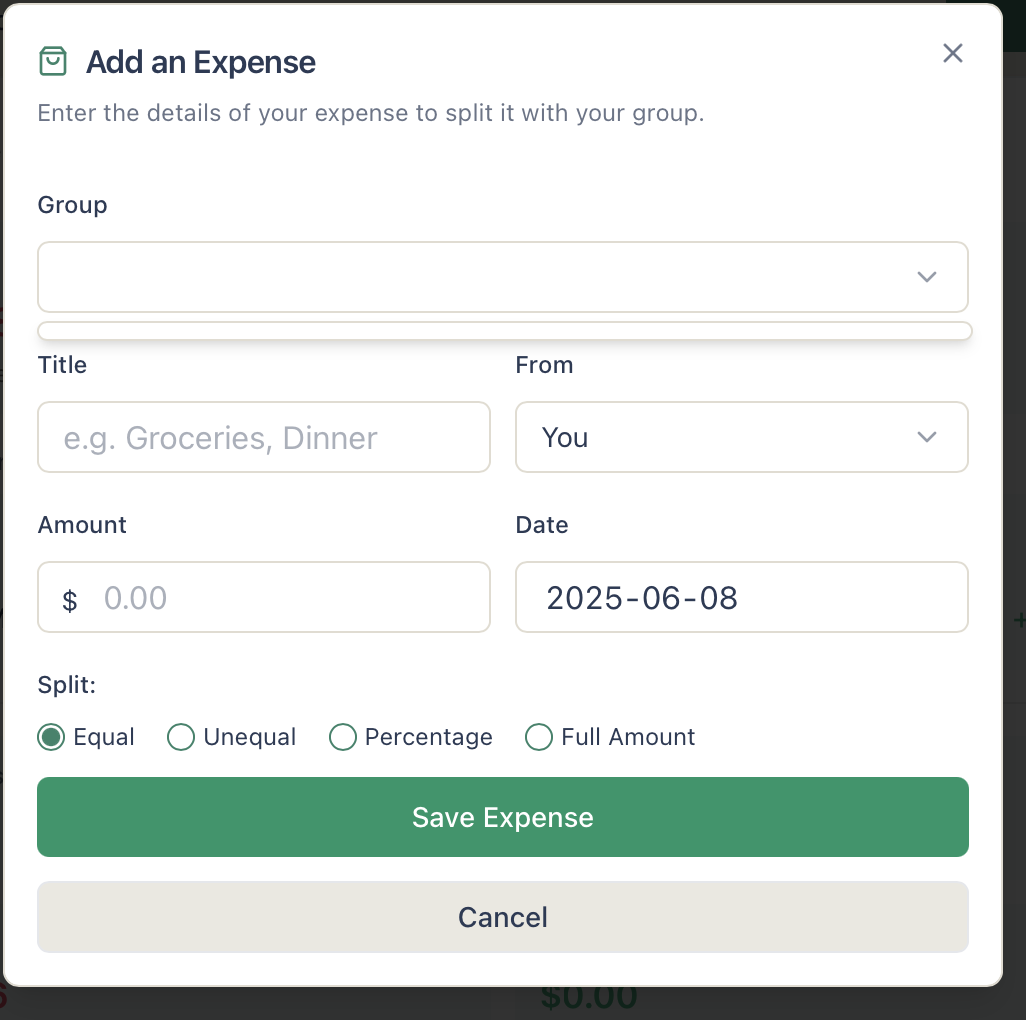 Add an Expense
Enter the details of your expense to split it with your group.
Group
Title
From
e.g. Groceries, Dinner
You
Amount
Date
$ 0.00
2025-06-08
Split:
Equal Unequal Percentage Full Amount
Save Expense
Cancel
$0.00